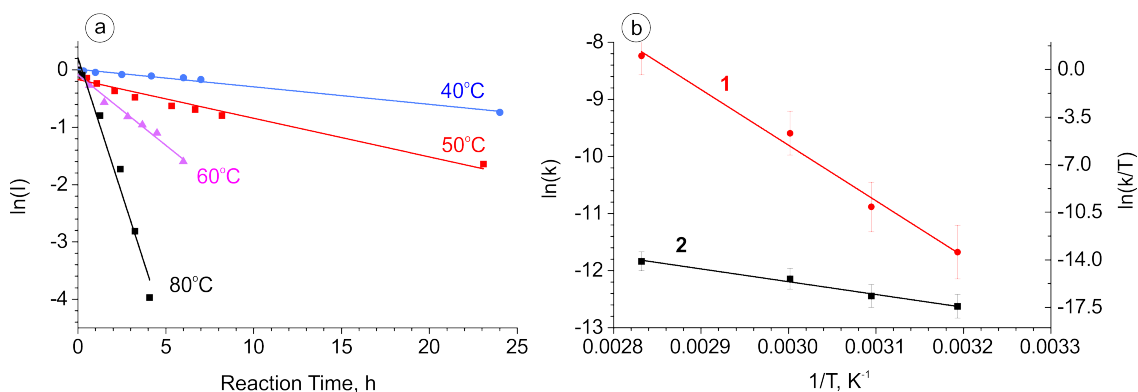 a
0
-1
-2
-3
-4
0
5
10
15
20
25
ln(I)
Reaction Time, h
40°C
50°C
60°C
80°C
b
-8
-9
-10
-11
-12
-13
0.0028
0.0029
0.0030
0.0031
0.0032
0.0033
ln(k)
1/T, K⁻¹
1
2
0.0
-3.5
-7.0
-10.5
-14.0
-17.5
ln(k/T)